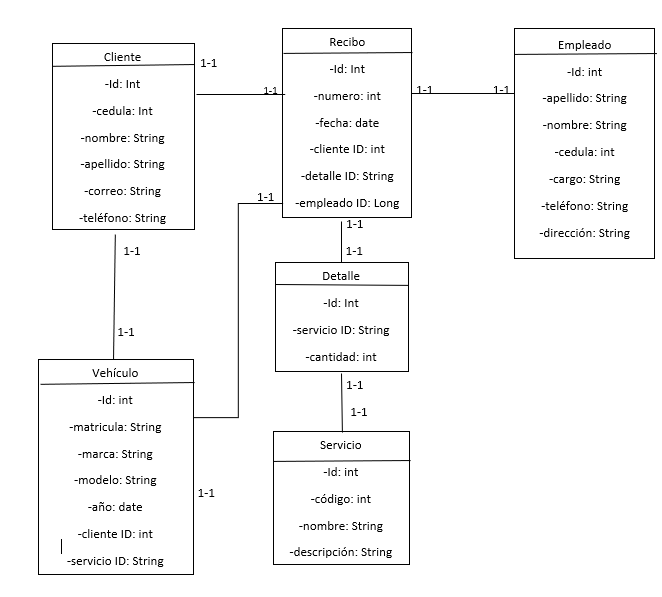 Cliente
-Id: Int
-cedula: Int
-nombre: String
-apellido: String
-correo: String
-teléfono: String
1-1
1-1
Recibo
-Id: Int
-numero: int
-fecha: date
-cliente ID: int
-detalle ID: String
-empleado ID: Long
1-1
1-1
Empleado
-Id: int
-apellido: String
-nombre: String
-cedula: int
-cargo: String
-teléfono: String
-dirección: String
1-1
1-1
1-1
1-1
1-1
Detalle
-Id: Int
-servicio ID: String
-cantidad: int
1-1
1-1
Vehículo
-Id: int
-matricula: String
-marca: String
-modelo: String
-año: date
-cliente ID: int
-servicio ID: String
1-1
Servicio
-Id: int
-código: int
-nombre: String
-descripción: String